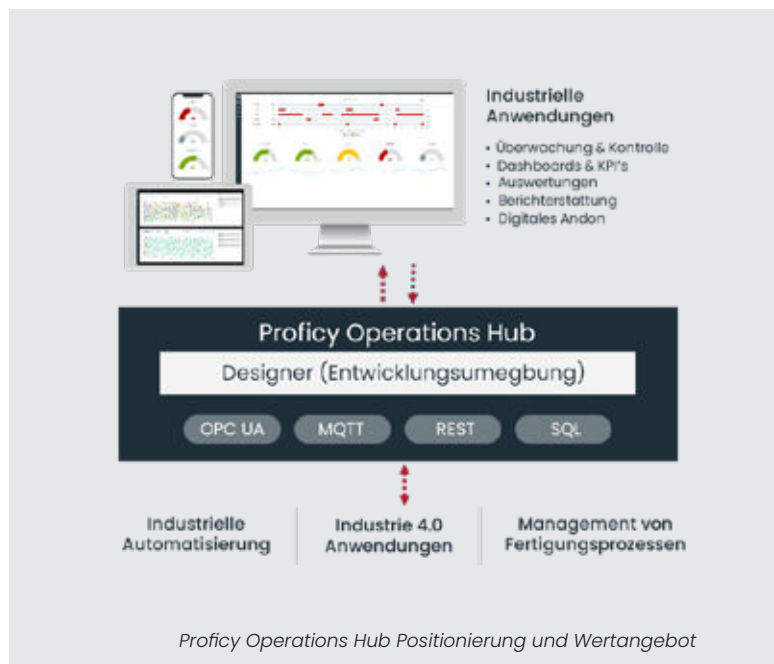 Industrielle
Anwendungen
• Überwachung & Kontrolle
• Dashboards & KPI's
• Auswertungen
• Berichterstattung
• Digitales Andon
Proficy Operations Hub
Designer (Entwicklungsumegbung)
OPC UA MQTT REST SQL
Industrielle
Automatisierung
Industrie 4.0
Anwendungen
Management von
Fertigungsprozessen
Proficy Operations Hub Positionierung und Wertangebot